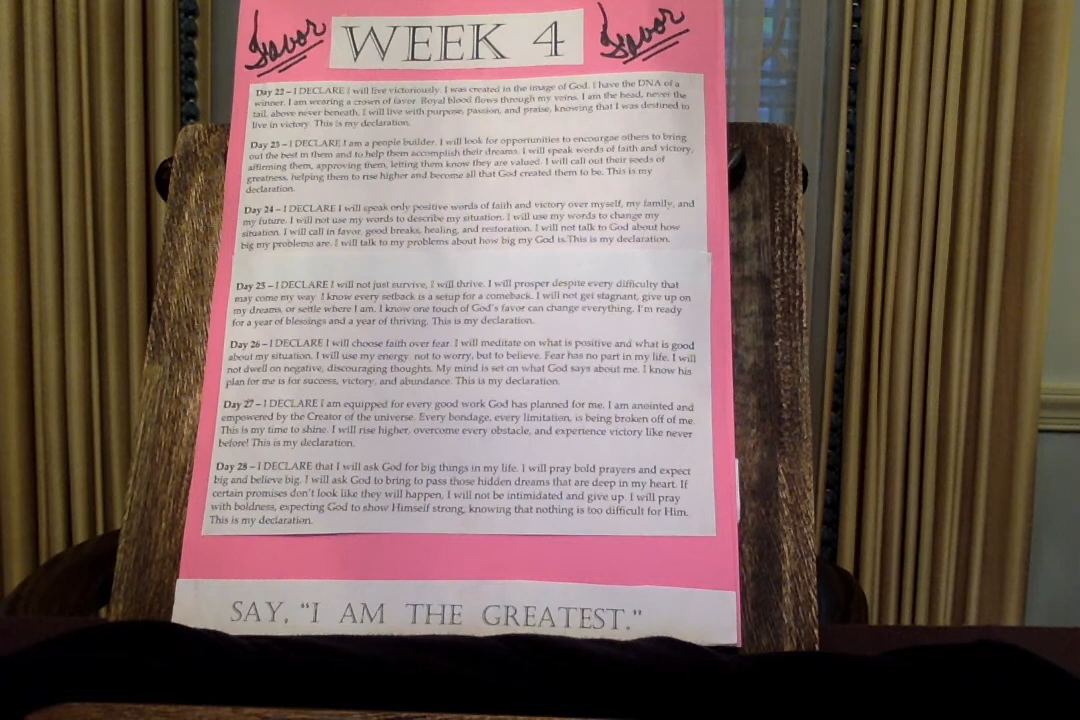 Favor WEEK 4 Favor
Day 22 – I DECLARE I will live victoriously. I was created in the image of God. I have the DNA of a
winner. I am wearing a crown of favor. Royal blood flows through my veins. I am the head, never the
tail, above never beneath. I will live with purpose, passion, and praise, knowing that I was destined to
live in victory. This is my declaration.
Day 23 – I DECLARE I am a people builder. I will look for opportunities to encourgae others to bring
out the best in them and to help them accomplish their dreams. I will speak words of faith and victory,
affirming them, approving them, letting them know they are valued. I will call out their seeds of
greatness, helping them to rise higher and become all that God created them to be. This is my
declaration.
Day 24 – I DECLARE I will speak only positive words of faith and victory over myself, my family, and
my future. I will not use my words to describe my situation. I will use my words to change my
situation. I will call in favor, good breaks, healing, and restoration. I will not talk to God about how
big my problems are. I will talk to my problems about how big my God is.This is my declaration.
Day 25 – I DECLARE I will not just survive, I will thrive. I will prosper despite every difficulty that
may come my way. I know every setback is a setup for a comeback. I will not get stagnant, give up on
my dreams, or settle where I am. I know one touch of God's favor can change everything. I'm ready
for a year of blessings and a year of thriving. This is my declaration.
Day 26 – I DECLARE I will choose faith over fear. I will meditate on what is positive and what is good
about my situation. I will use my energy not to worry, but to believe. Fear has no part in my life. I will
not dwell on negative, discouraging thoughts. My mind is set on what God says about me. I know his
plan for me is for success, victory, and abundance. This is my declaration.
Day 27 – I DECLARE I am equipped for every good work God has planned for me. I am anointed and
empowered by the Creator of the universe. Every bondage, every limitation, is being broken off of me.
This is my time to shine. I will rise higher, overcome every obstacle, and experience victory like never
before! This is my declaration.
Day 28 – I DECLARE that I will ask God for big things in my life. I will pray bold prayers and expect
big and believe big. I will ask God to bring to pass those hidden dreams that are deep in my heart. If
certain promises don't look like they will happen, I will not be intimidated and give up. I will pray
with boldness, expecting God to show Himself strong, knowing that nothing is too difficult for Him.
This is my declaration.
SAY, "I AM THE GREATEST."